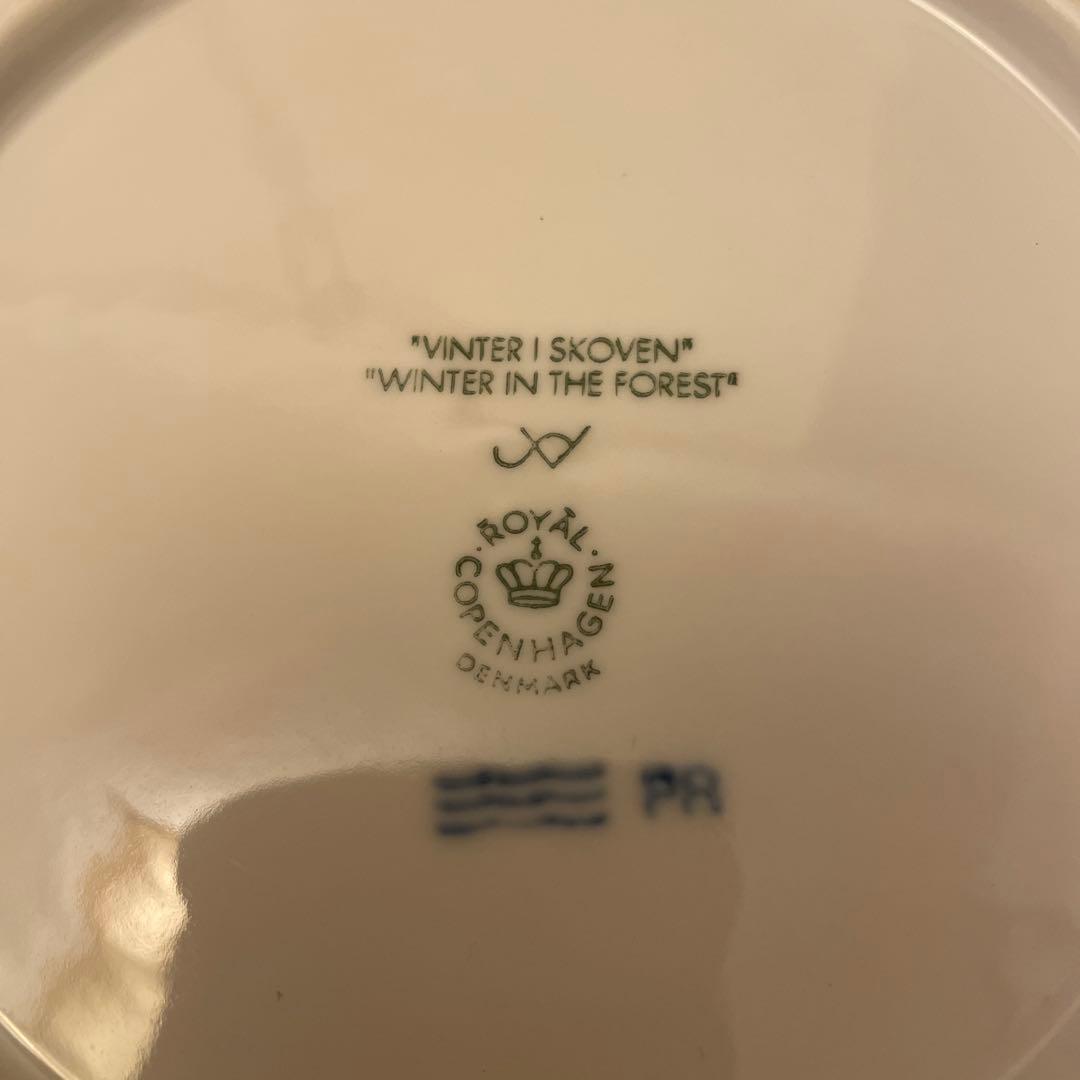 "VINTER I SKOVEN"
"WINTER IN THE FOREST"
ROYAL
COPENHAGEN
DENMARK
PR